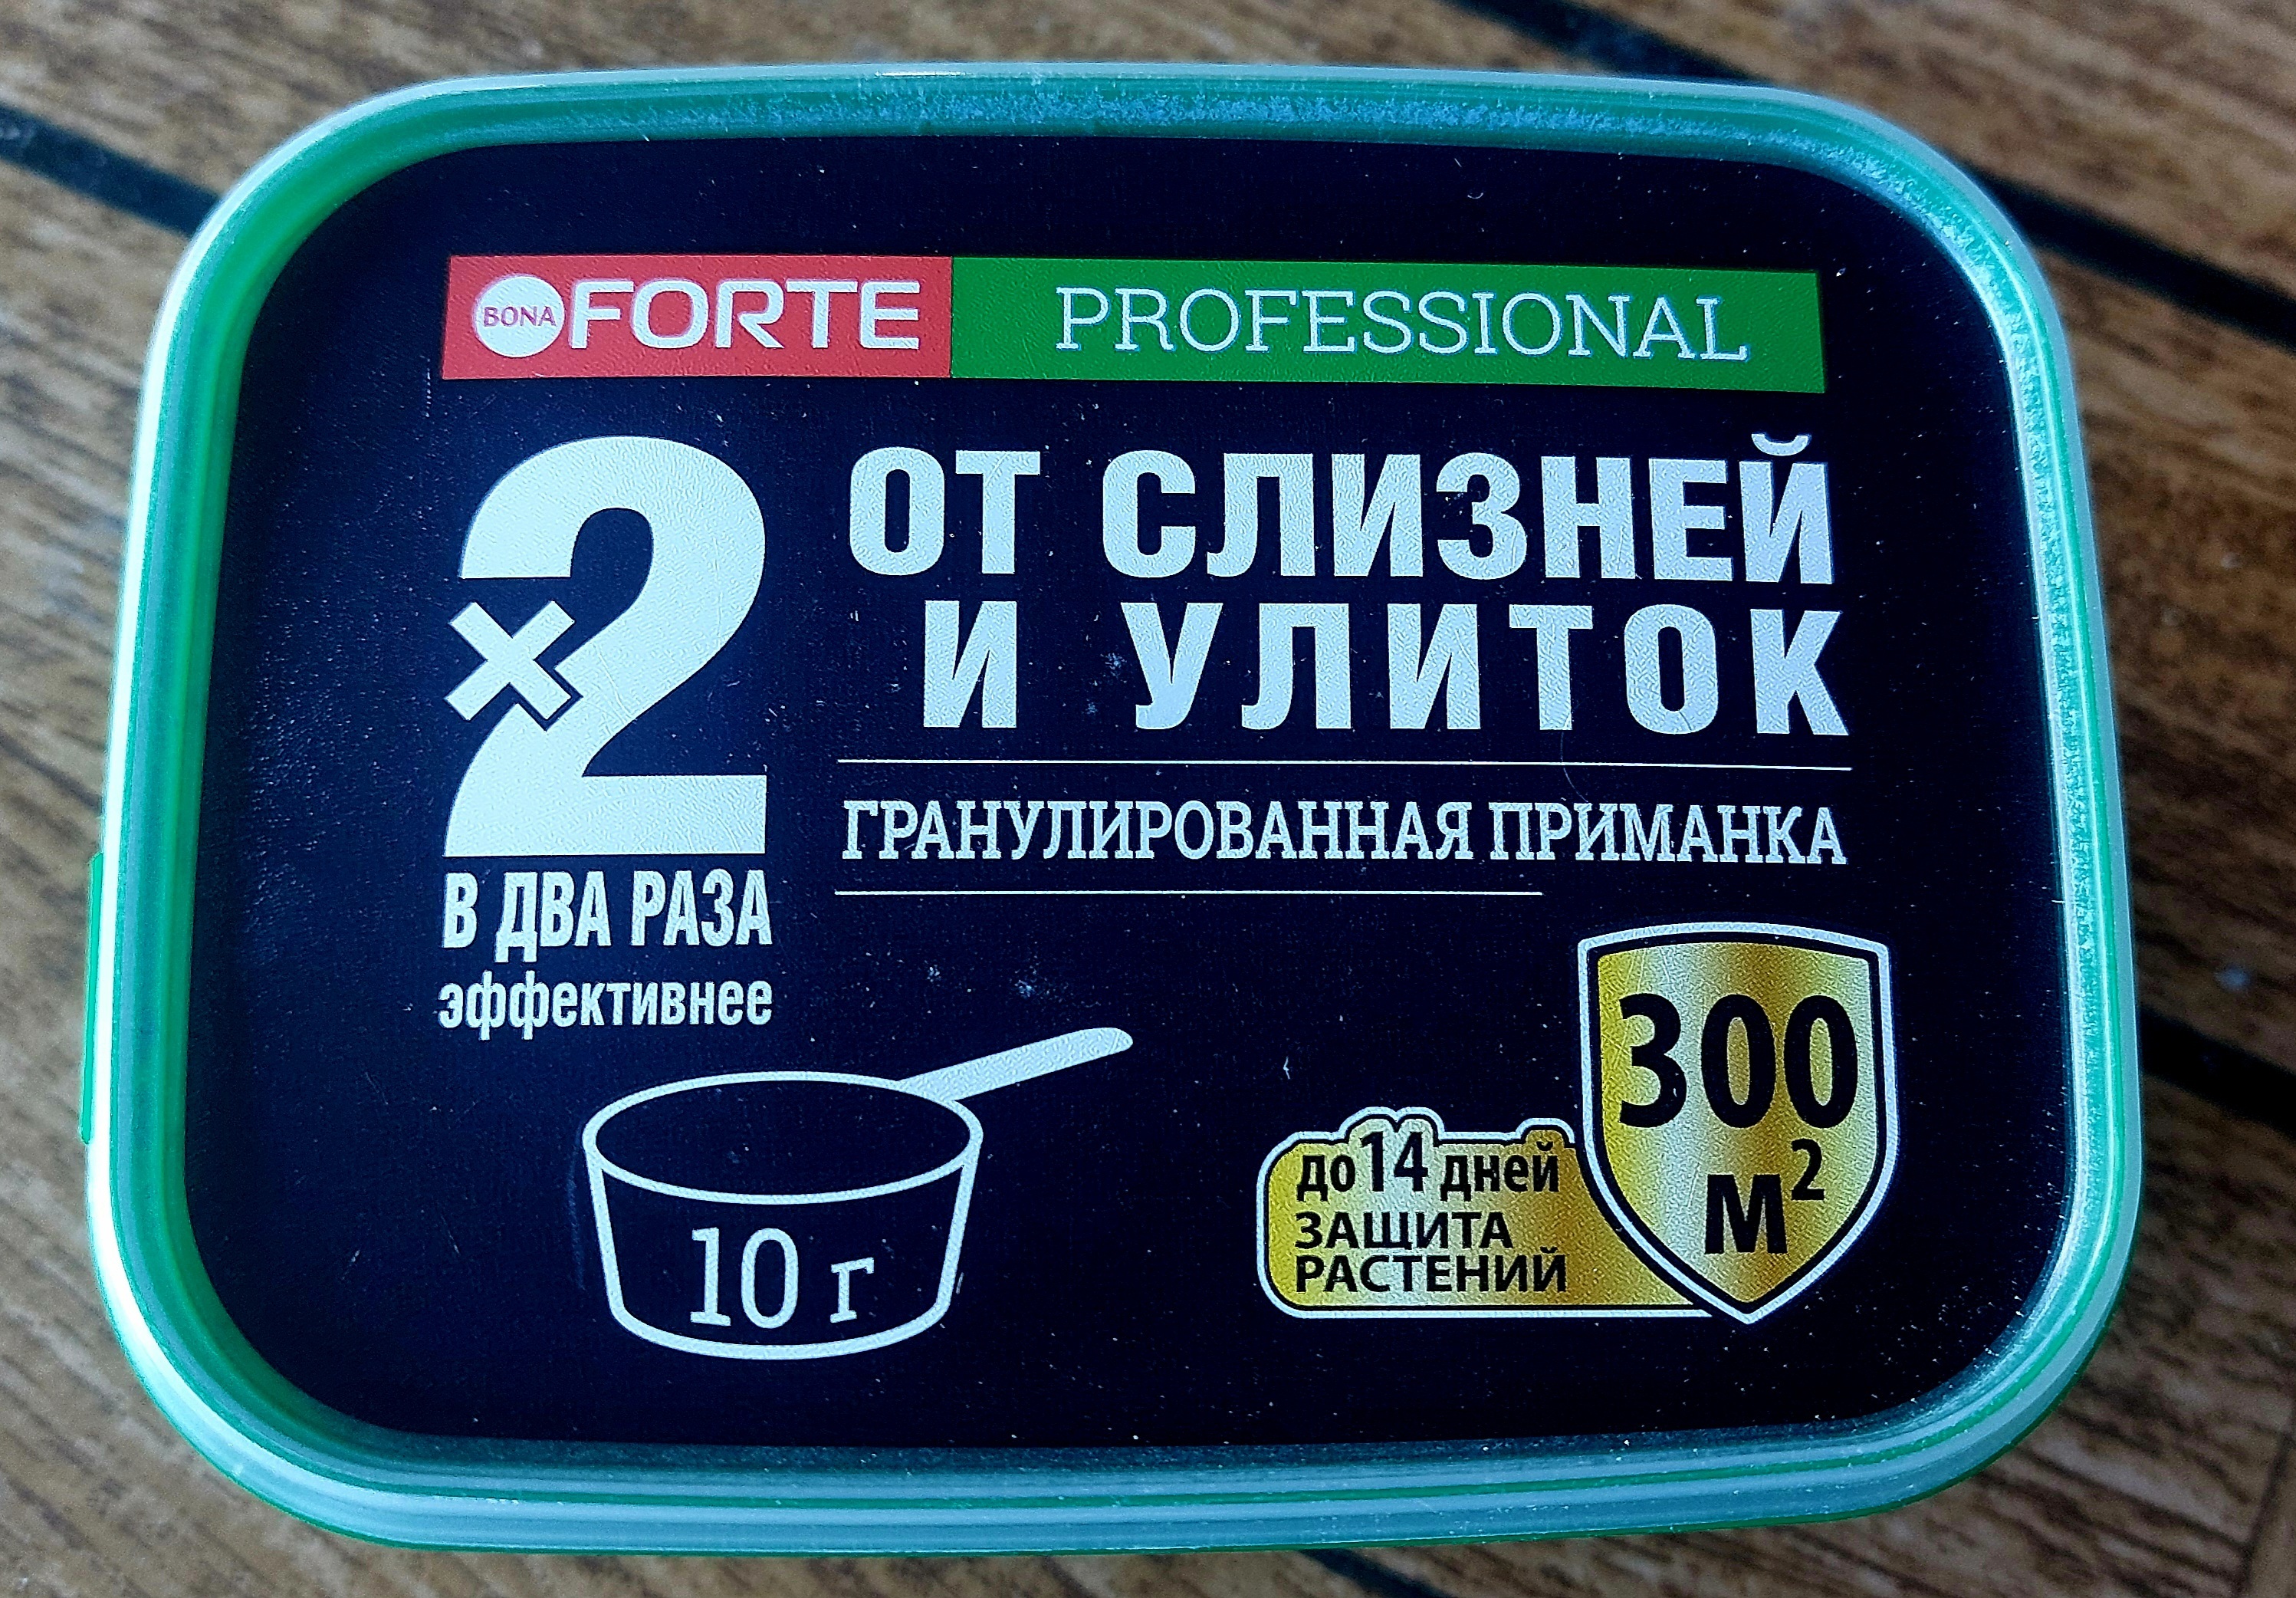 BONA FORTE PROFESSIONAL
×2
В ДВА РАЗА
эффективнее
ОТ СЛИЗНЕЙ
И УЛИТОК
ГРАНУЛИРОВАННАЯ ПРИМАНКА
10 г
до 14 дней
ЗАЩИТА
РАСТЕНИЙ
300
М²